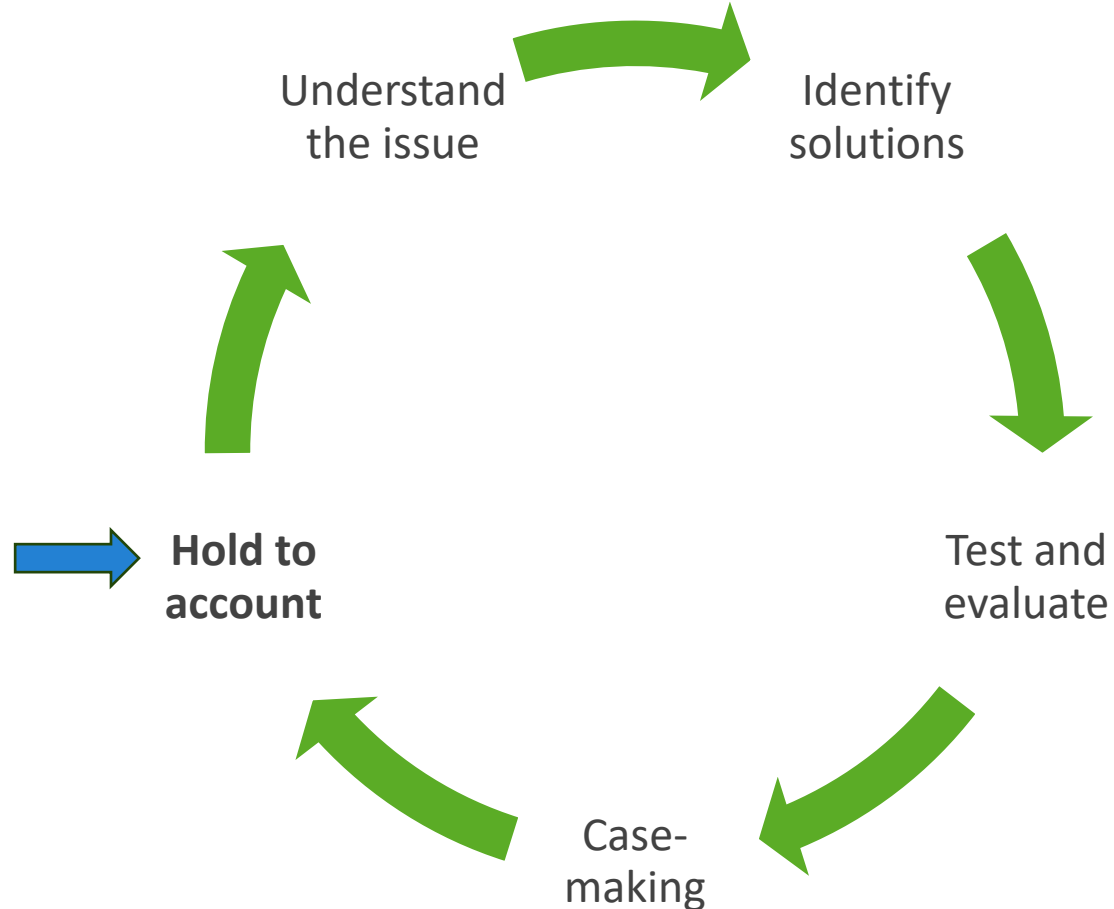 Understand
the issue
Identify
solutions
Test and
evaluate
Case-
making
Hold to
account